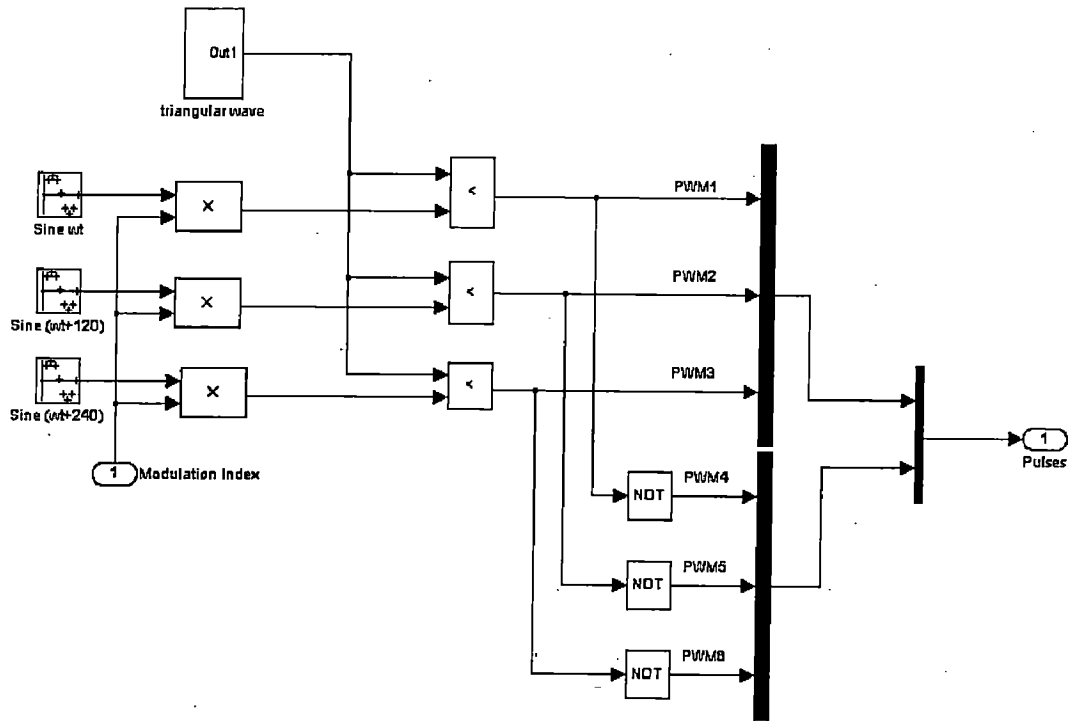 Out1
triangular wave
Sine wt
×
<
PWM1
Sine (wt+120)
×
<
PWM2
Sine (wt+240)
×
<
PWM3
1
Modulation Index
NOT
PWM4
NOT
PWM5
NOT
PWM6
1
Pulses